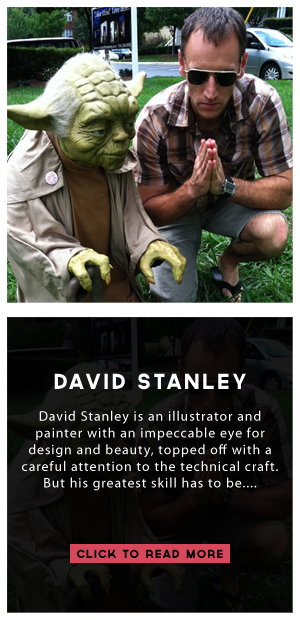 DAVID STANLEY
David Stanley is an illustrator and
painter with an impeccable eye for
design and beauty, topped off with a
careful attention to the technical craft.
But his greatest skill has to be....
CLICK TO READ MORE